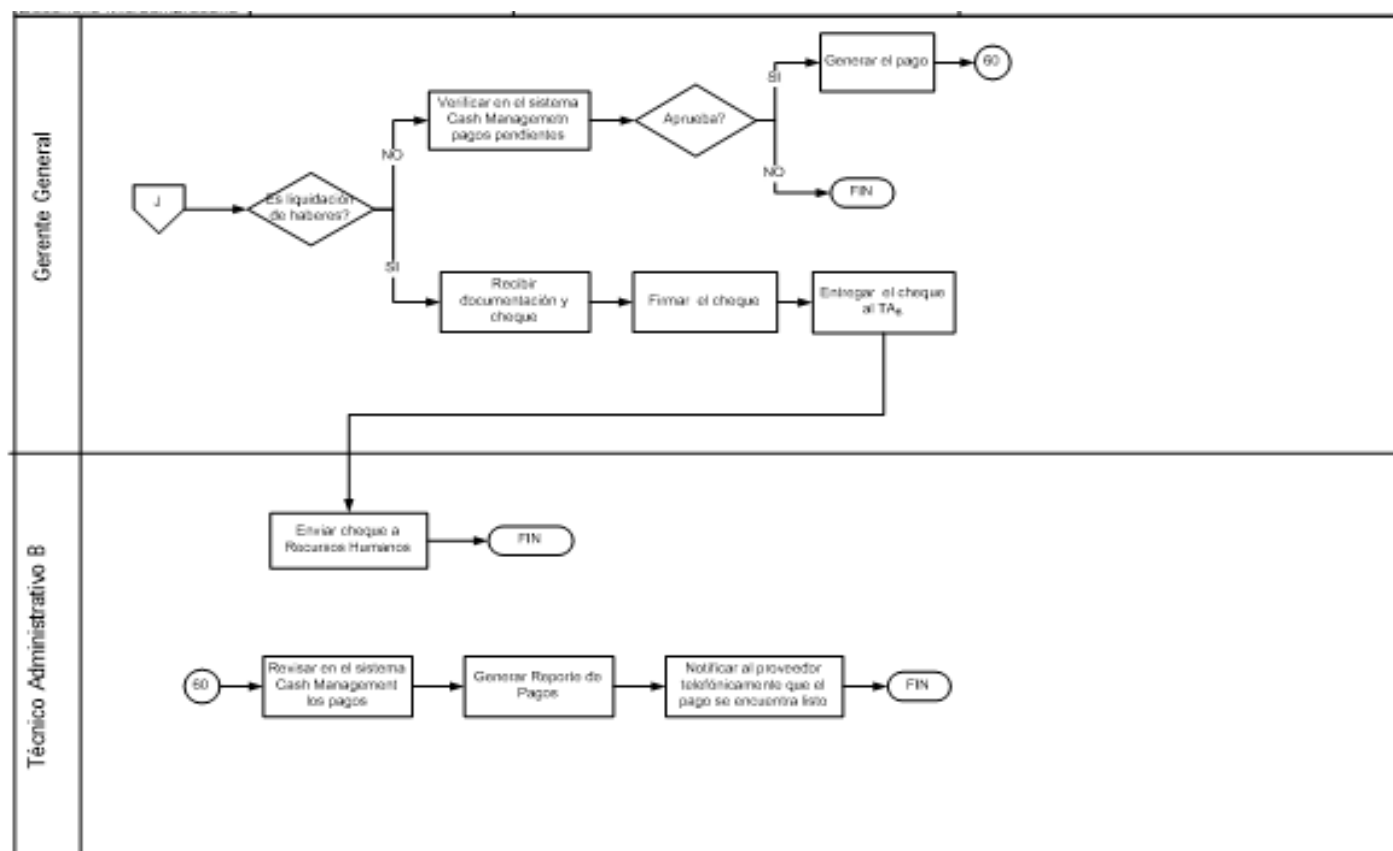 Gerente General
J
Es liquidación
de haberes?
NO
SI
Verificar en el sistema
Cash Managemetn
pagos pendientes
Aprueba?
SI
NO
Generar el pago
60
FIN
Recibir
documentación y
cheque
Firmar el cheque
Entregar el cheque
al TA
Técnico Administrativo B
Enviar cheque a
Recursos Humanos
FIN
60
Revisar en el sistema
Cash Management
los pagos
Generar Reporte de
Pagos
Notificar al proveedor
telefónicamente que el
pago se encuentra listo
FIN